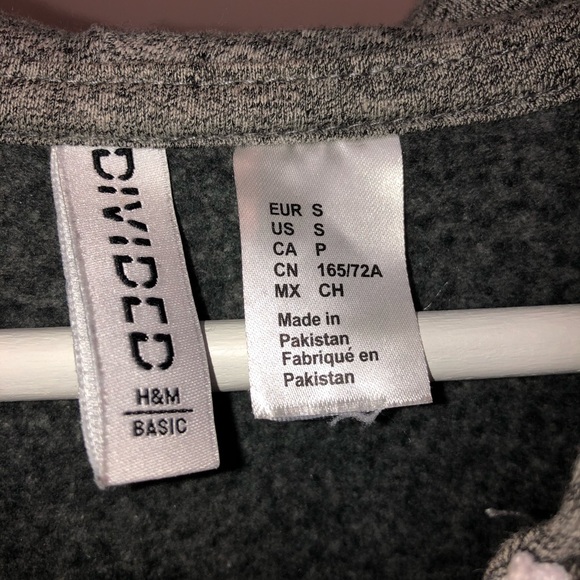 DIVIDED
H&M
BASIC
EUR S
US S
CA P
CN 165/72A
MX CH
Made in
Pakistan
Fabriqué en
Pakistan